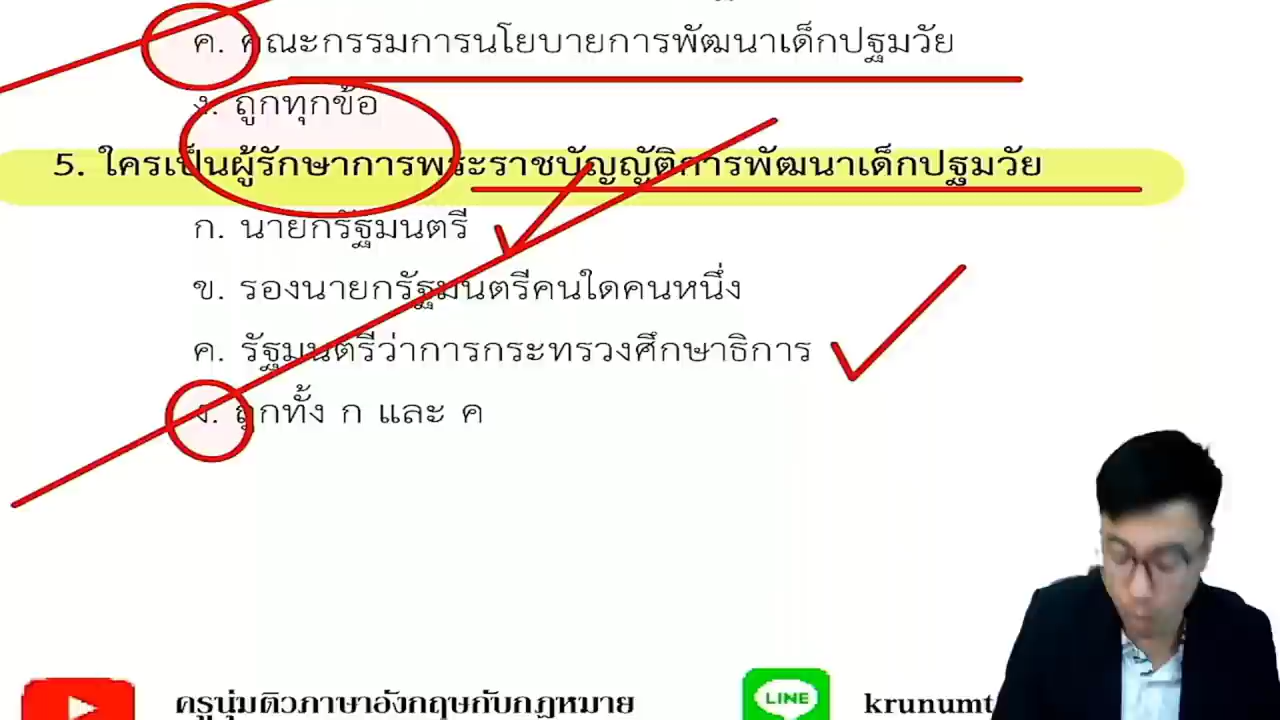 ค. คณะกรรมการนโยบายการพัฒนาเด็กปฐมวัย
ง. ถูกทุกข้อ
5. ใครเป็นผู้รักษาการพระราชบัญญัติการพัฒนาเด็กปฐมวัย
ก. นายกรัฐมนตรี
ข. รองนายกรัฐมนตรีคนใดคนหนึ่ง
ค. รัฐมนตรีว่าการกระทรวงศึกษาธิการ
ง. ถูกทั้ง ก และ ค
ครูนุ่มติวภาษาอังกฤษกับกฎหมาย
LINE
krunumt